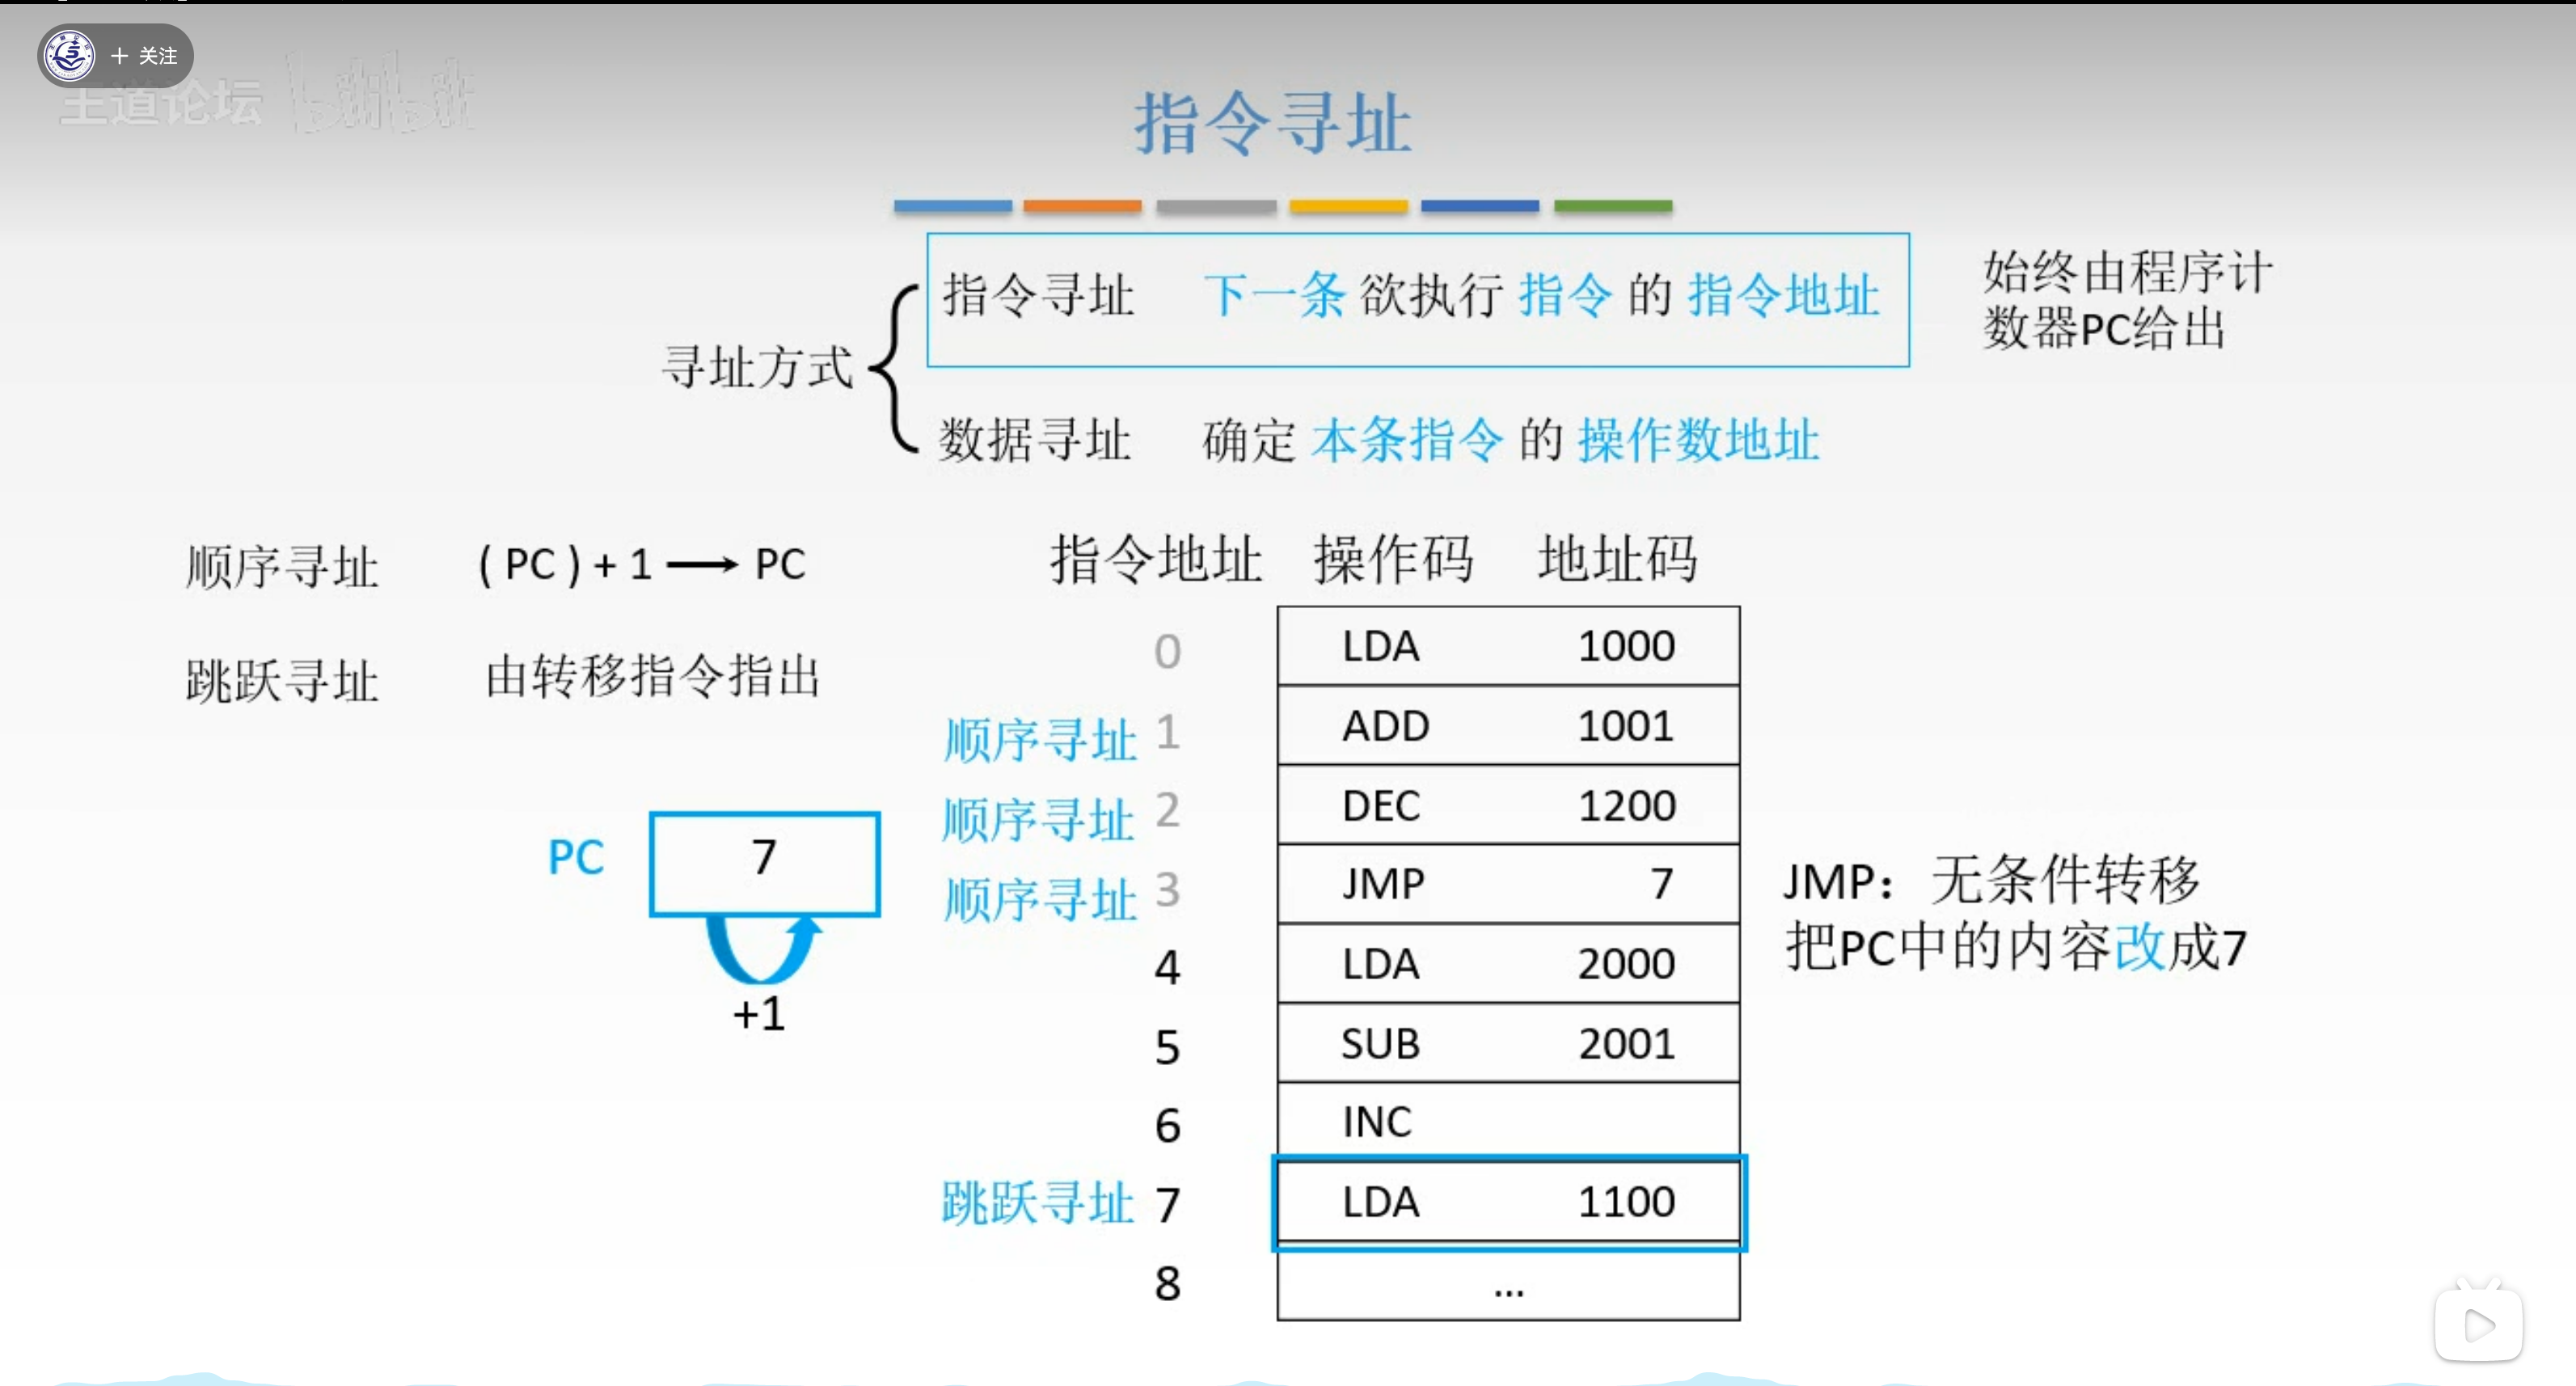 + 关注
王道论坛 bilibili
指令寻址
寻址方式
指令寻址 下一条 欲执行 指令 的 指令地址
始终由程序计
数器PC给出
数据寻址 确定 本条指令 的 操作数地址
顺序寻址 ( PC ) + 1 → PC
跳跃寻址 由转移指令指出
PC 7
+1
指令地址 操作码 地址码
0 LDA 1000
顺序寻址 1 ADD 1001
顺序寻址 2 DEC 1200
顺序寻址 3 JMP 7
4 LDA 2000
5 SUB 2001
6 INC
跳跃寻址 7 LDA 1100
8 ...
JMP：无条件转移
把PC中的内容改成7